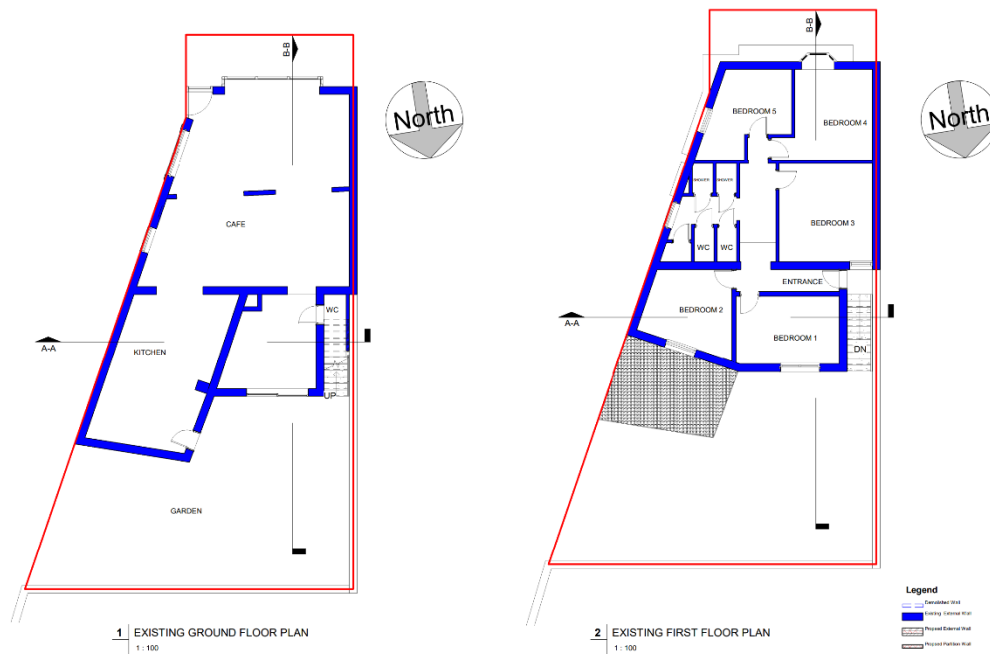 B-B
North
CAFE
WC
A-A
KITCHEN
UP
GARDEN
1 EXISTING GROUND FLOOR PLAN
1 : 100
B-B
North
BEDROOM 5
BEDROOM 4
SHOWER
SHOWER
BEDROOM 3
WC
WC
ENTRANCE
BEDROOM 2
A-A
BEDROOM 1
DN
2 EXISTING FIRST FLOOR PLAN
1 : 100
Legend
Demolished Wall
Existing External Wall
Proposed External Wall
Proposed Partition Wall